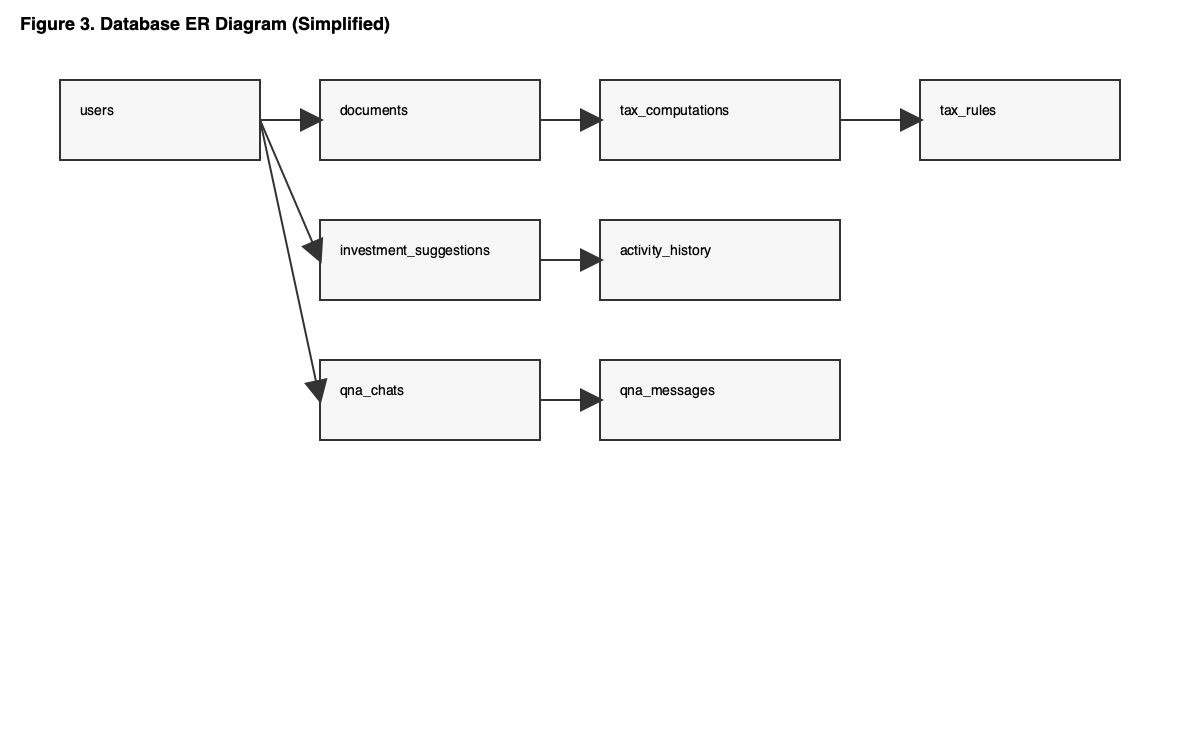 Figure 3. Database ER Diagram (Simplified)
users
documents
tax_computations
tax_rules
investment_suggestions
activity_history
qna_chats
qna_messages